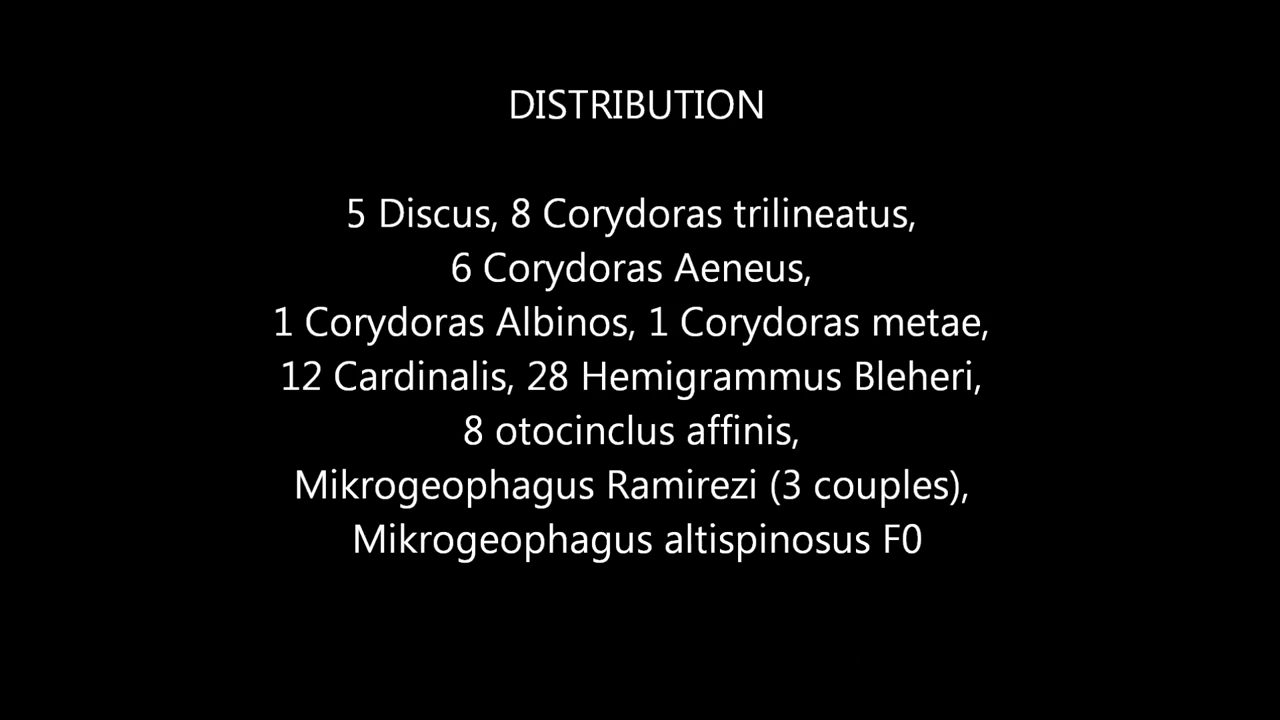 DISTRIBUTION
5 Discus, 8 Corydoras trilineatus,
6 Corydoras Aeneus,
1 Corydoras Albinos, 1 Corydoras metae,
12 Cardinalis, 28 Hemigrammus Bleheri,
8 otocinclus affinis,
Mikrogeophagus Ramirezi (3 couples),
Mikrogeophagus altispinosus F0